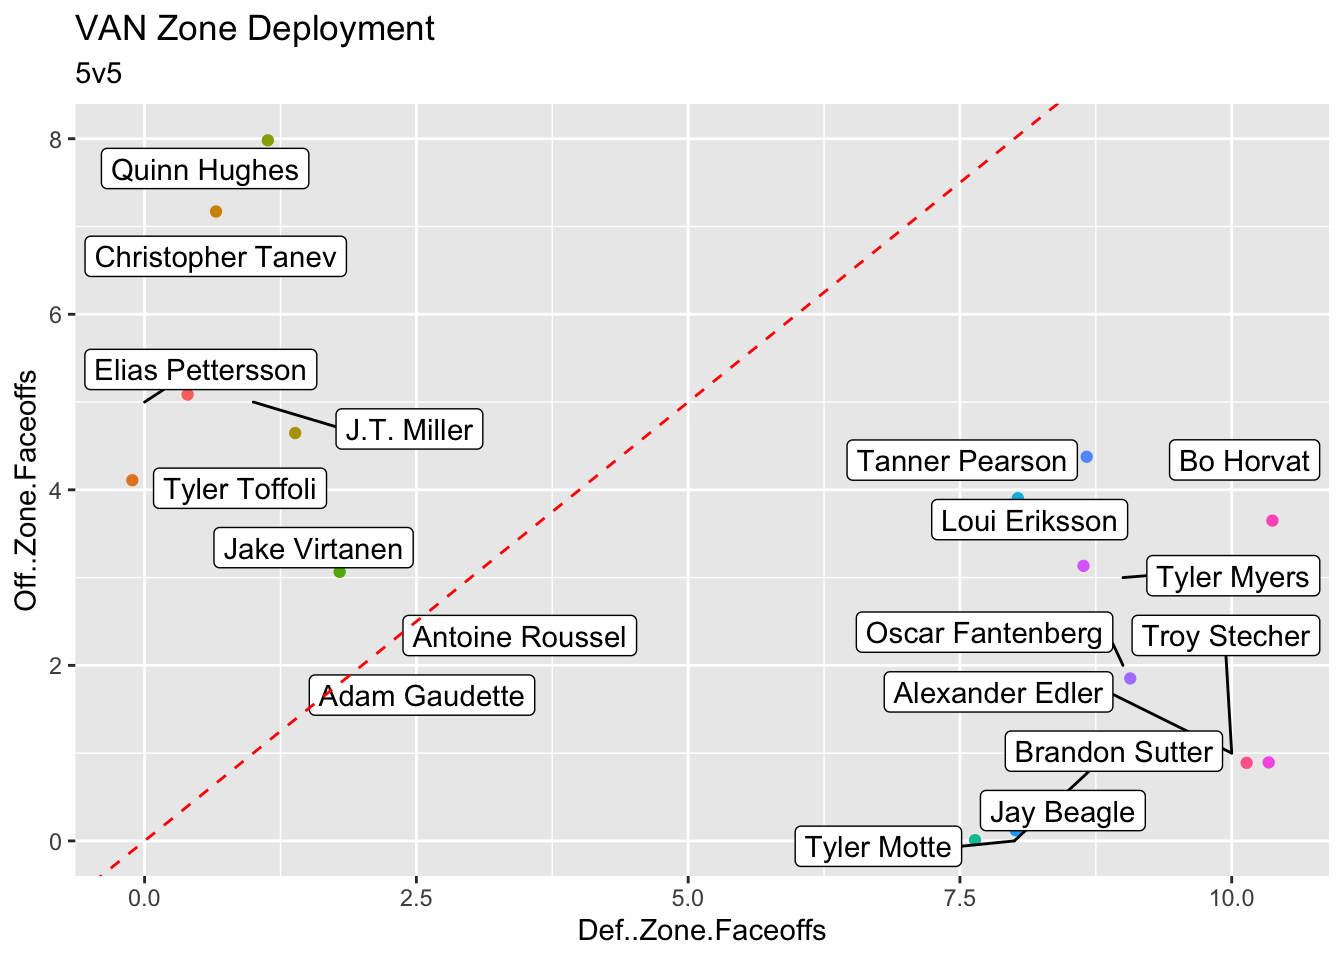 VAN Zone Deployment
5v5
8
6
4
2
0
Off..Zone.Faceoffs
Quinn Hughes
Christopher Tanev
Elias Pettersson
J.T. Miller
Tyler Toffoli
Jake Virtanen
Antoine Roussel
Adam Gaudette
Tanner Pearson
Bo Horvat
Loui Eriksson
Tyler Myers
Oscar Fantenberg
Troy Stecher
Alexander Edler
Brandon Sutter
Jay Beagle
Tyler Motte
0.0
2.5
5.0
7.5
10.0
Def..Zone.Faceoffs